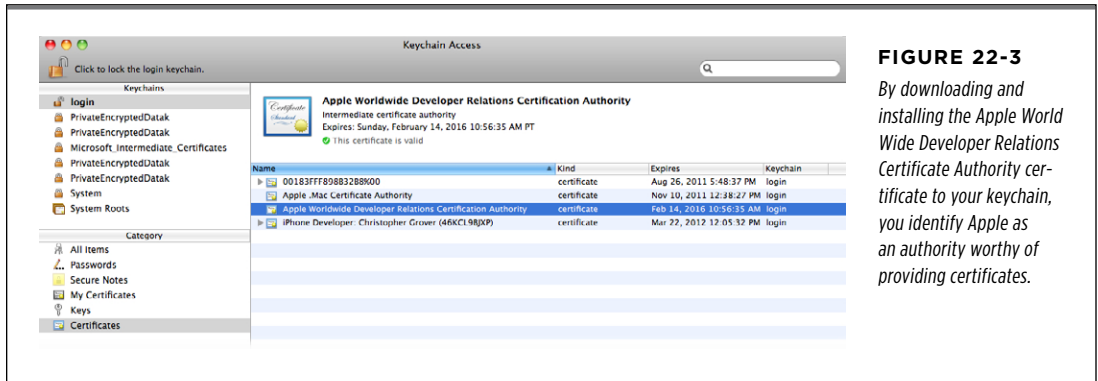 Keychain Access
Click to lock the login keychain.
Keychains
login
PrivateEncryptedDatak
PrivateEncryptedDatak
Microsoft_Intermediate_Certificates
PrivateEncryptedDatak
PrivateEncryptedDatak
System
System Roots
Category
All Items
Passwords
Secure Notes
My Certificates
Keys
Certificates
Certificate
Standard
Apple Worldwide Developer Relations Certification Authority
Intermediate certificate authority
Expires: Sunday, February 14, 2016 10:56:35 AM PT
This certificate is valid
Name Kind Expires Keychain
00183FFF89883288%00 certificate Aug 26, 2011 5:48:37 PM login
Apple .Mac Certificate Authority certificate Nov 10, 2011 12:38:27 PM login
Apple Worldwide Developer Relations Certification Authority certificate Feb 14, 2016 10:56:35 AM login
iPhone Developer: Christopher Grover (46KCL98JXP) certificate Mar 22, 2012 12:05:32 PM login
FIGURE 22-3
By downloading and
installing the Apple World
Wide Developer Relations
Certificate Authority cer-
tificate to your keychain,
you identify Apple as
an authority worthy of
providing certificates.